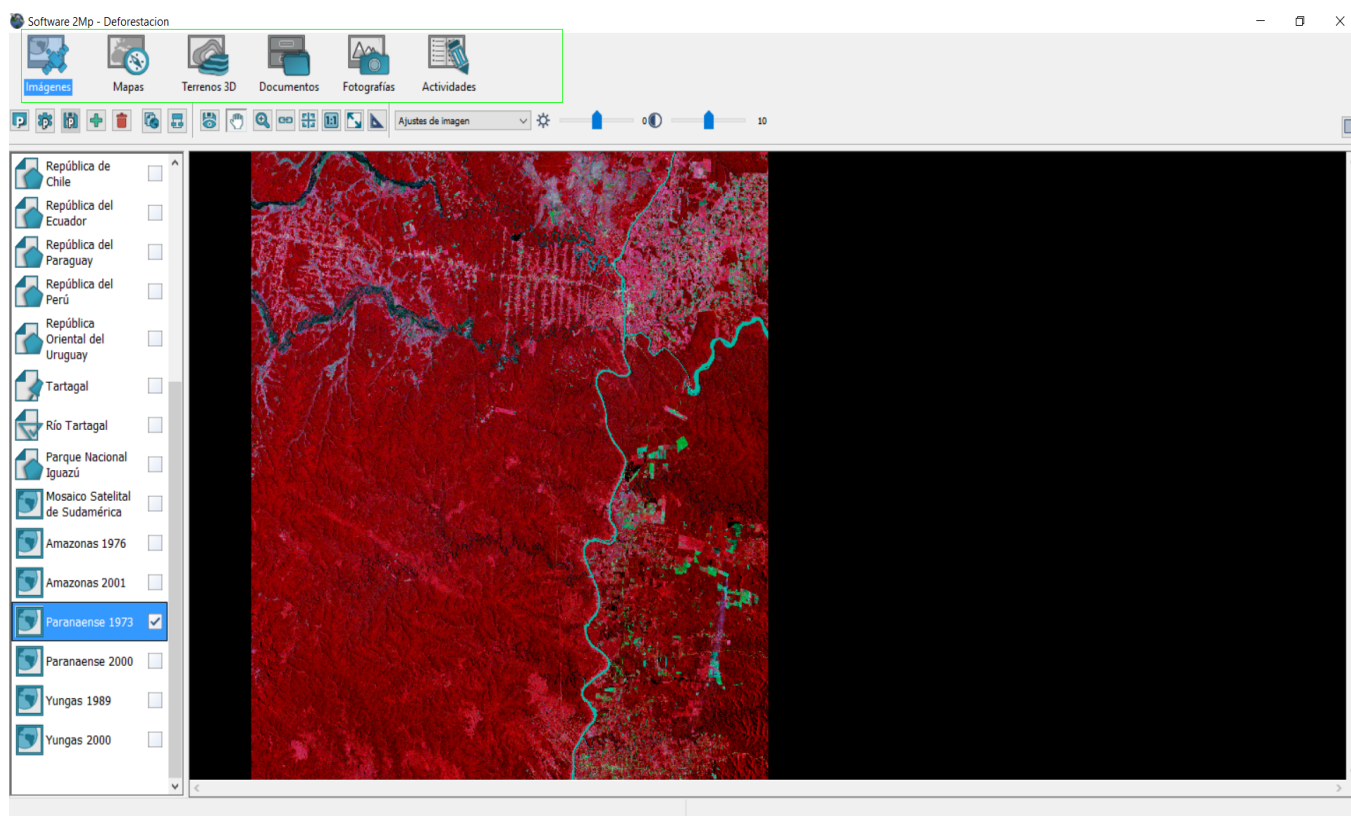 Software 2Mp - Deforestacion
Imágenes Mapas Terrenos 3D Documentos Fotografías Actividades
P P 1:1 Ajustes de imagen 0 10
República de
Chile
República del
Ecuador
República del
Paraguay
República del
Perú
República
Oriental del
Uruguay
Tartagal
Río Tartagal
Parque Nacional
Iguazú
Mosaico Satelital
de Sudamérica
Amazonas 1976
Amazonas 2001
Paranaense 1973
Paranaense 2000
Yungas 1989
Yungas 2000